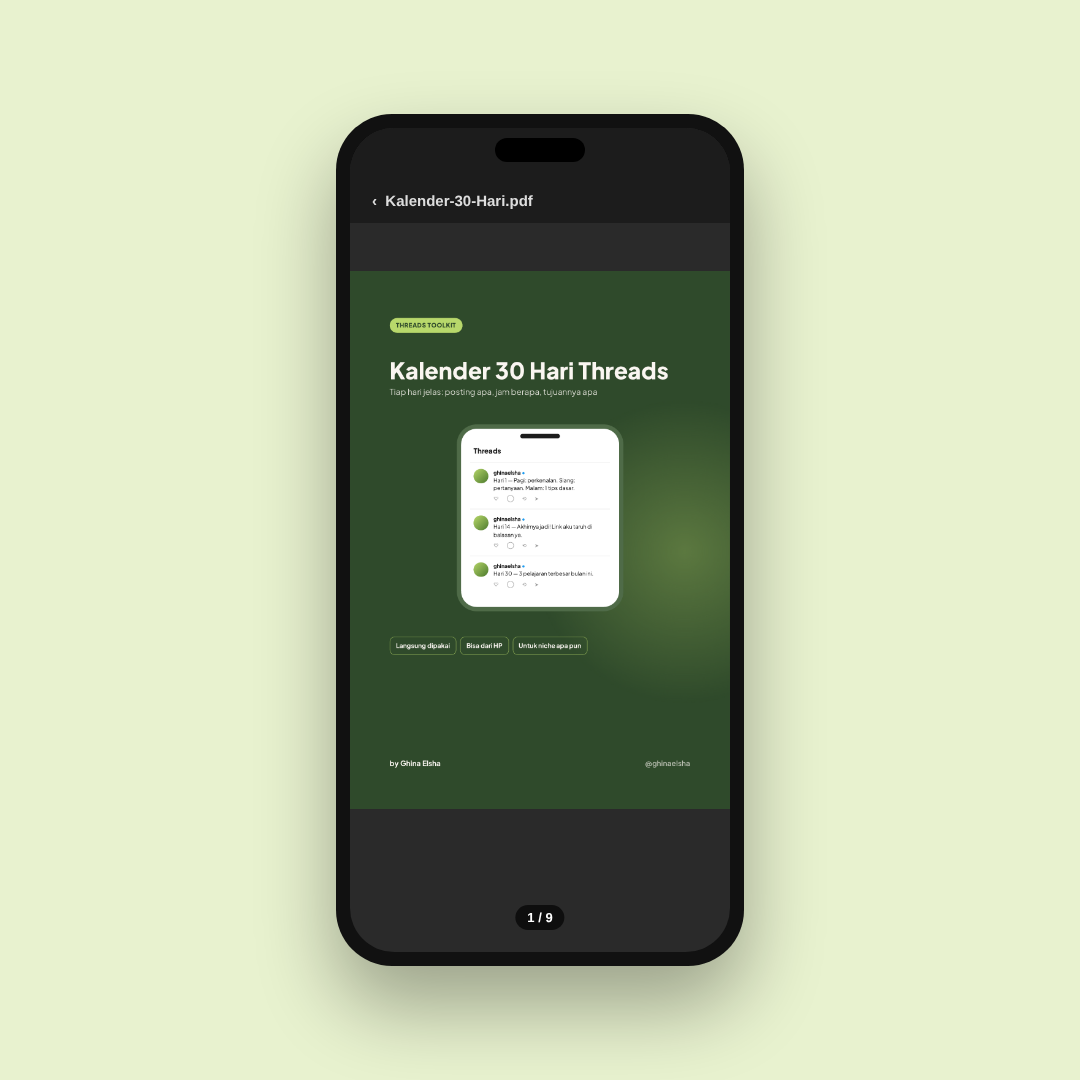 ‹ Kalender-30-Hari.pdf
THREADS TOOLKIT
Kalender 30 Hari Threads
Tiap hari jelas: posting apa, jam berapa, tujuannya apa
Threads
ghinaelsha
Hari 1 — Pagi: perkenalan. Siang:
pertanyaan. Malam: 1 tips dasar.
ghinaelsha
Hari 14 — Akhirnya jadi! Link aku taruh di
balasan ya.
ghinaelsha
Hari 30 — 3 pelajaran terbesar bulan ini.
Langsung dipakai
Bisa dari HP
Untuk niche apa pun
by Ghina Elsha
@ghinaelsha
1 / 9